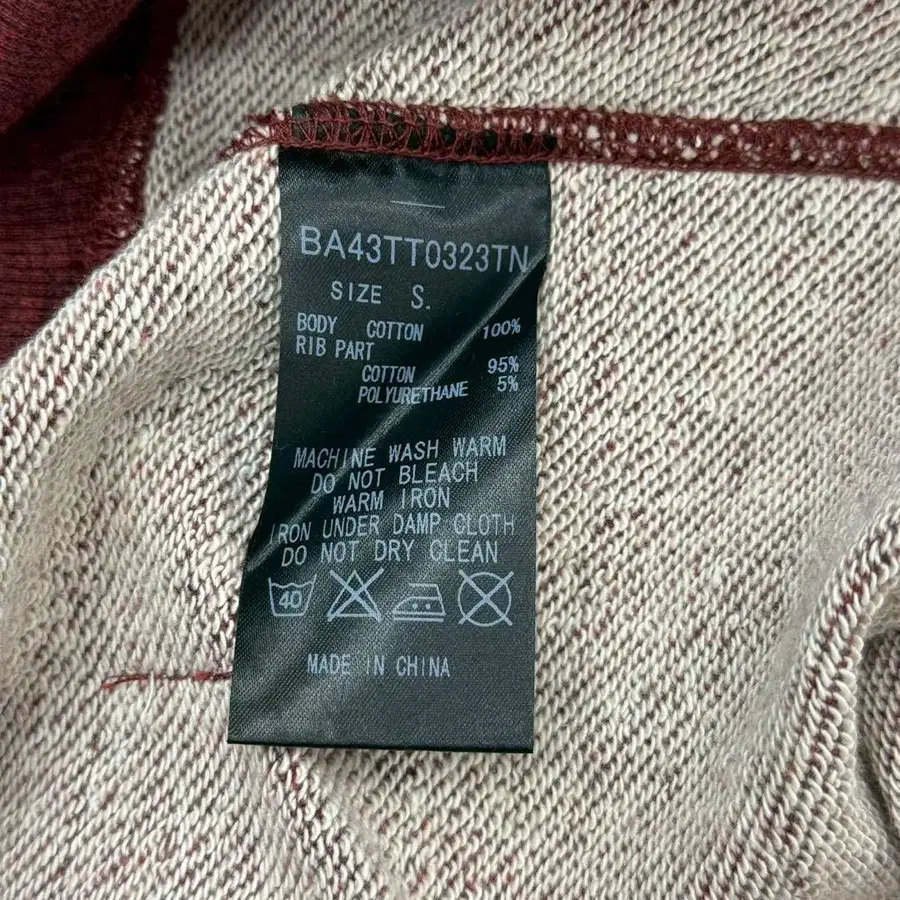 BA43TT0323TN
SIZE S.
BODY COTTON 100%
RIB PART
COTTON 95%
POLYURETHANE 5%
MACHINE WASH WARM
DO NOT BLEACH
WARM IRON
IRON UNDER DAMP CLOTH
DO NOT DRY CLEAN
40
MADE IN CHINA